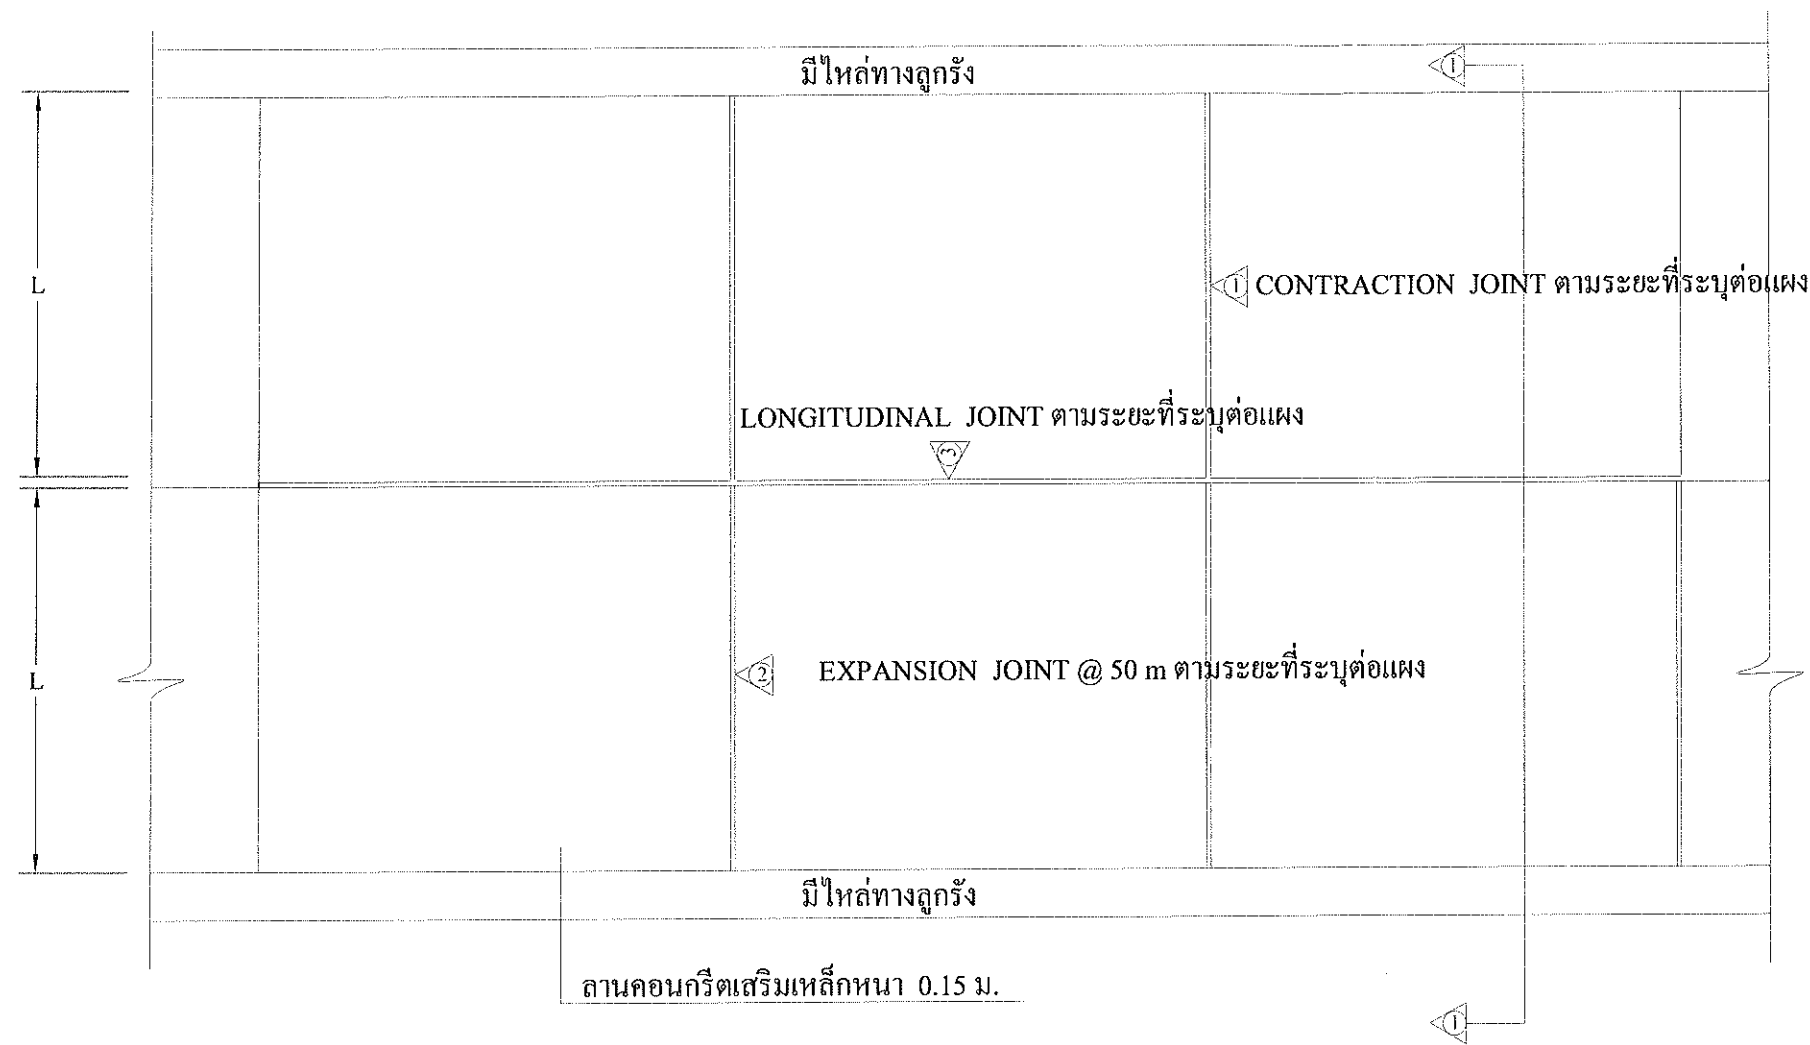 มีไหล่ทางลูกรัง
1
L
1 CONTRACTION JOINT ตามระยะที่ระบุต่อแผง
LONGITUDINAL JOINT ตามระยะที่ระบุต่อแผง
3
L
2 EXPANSION JOINT @ 50 m ตามระยะที่ระบุต่อแผง
มีไหล่ทางลูกรัง
ลานคอนกรีตเสริมเหล็กหนา 0.15 ม.
1